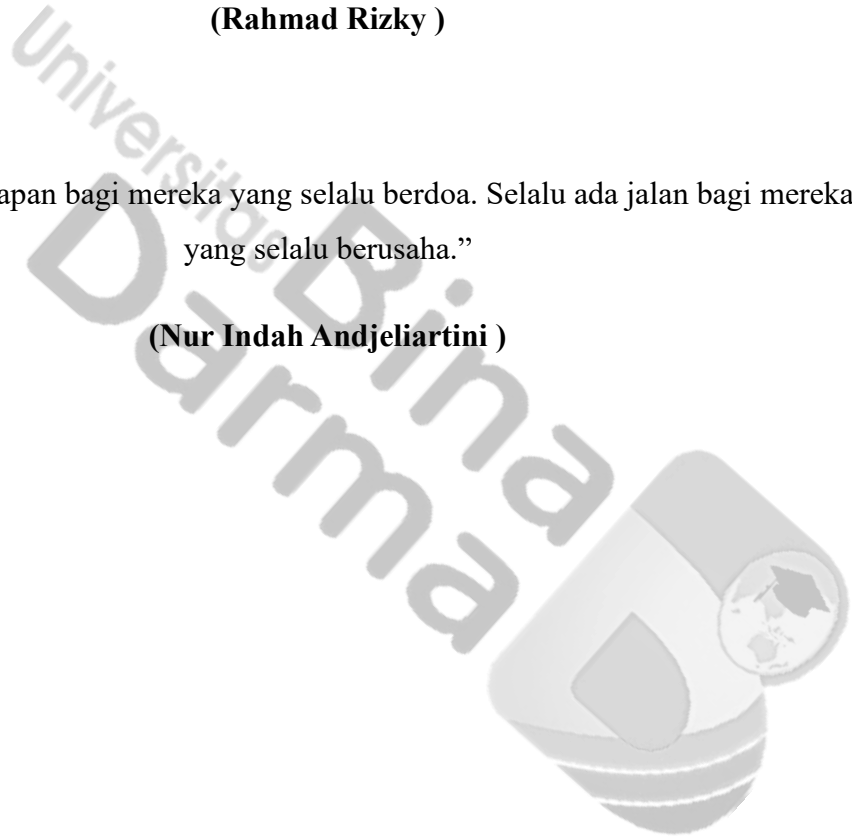 (Rahmad Rizky )
apan bagi mereka yang selalu berdoa. Selalu ada jalan bagi mereka
yang selalu berusaha.”
(Nur Indah Andjeliartini )
Universitas
Bina
Darma